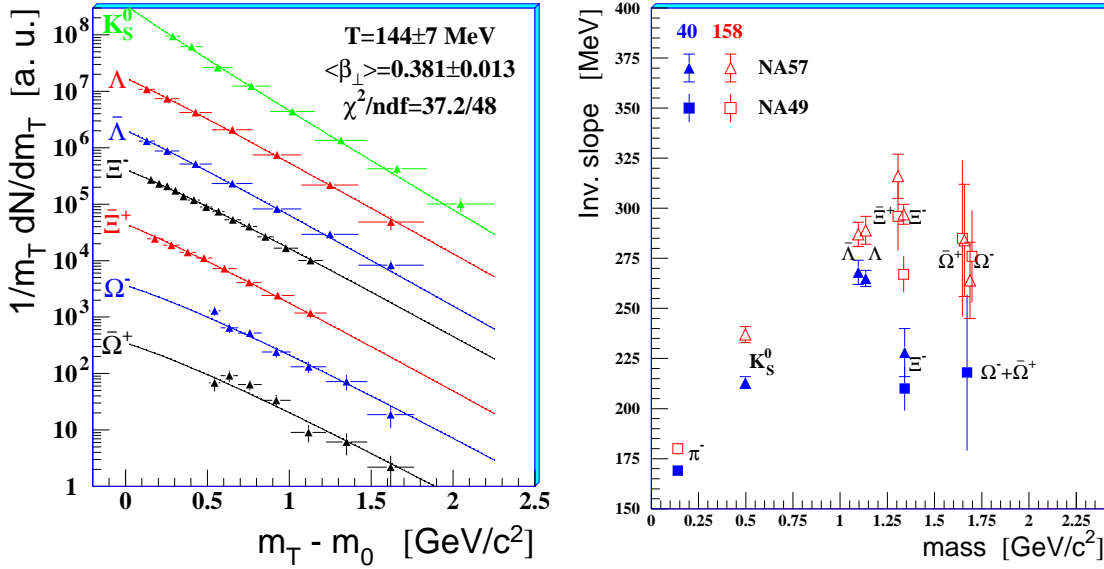 K⁰_S
Λ
Λ̄
Ξ⁻
Ξ̄⁺
Ω⁻
Ω̄⁺
T=144±7 MeV
<β_⊥>=0.381±0.013
χ²/ndf=37.2/48
1/m_T dN/dm_T [a. u.]
10⁸
10⁷
10⁶
10⁵
10⁴
10³
10²
10
1
0 0.5 1 1.5 2 2.5
m_T - m_0 [GeV/c²]
Inv. slope [MeV]
400
375
350
325
300
275
250
225
200
175
150
40 158
NA57
NA49
Ξ̄⁺ Ξ⁻
Λ̄ Λ
Ω̄⁺ Ω⁻
K⁰_S
Ξ⁻
Ω⁻+Ω̄⁺
π⁻
0 0.25 0.5 0.75 1 1.25 1.5 1.75 2 2.25
mass [GeV/c²]